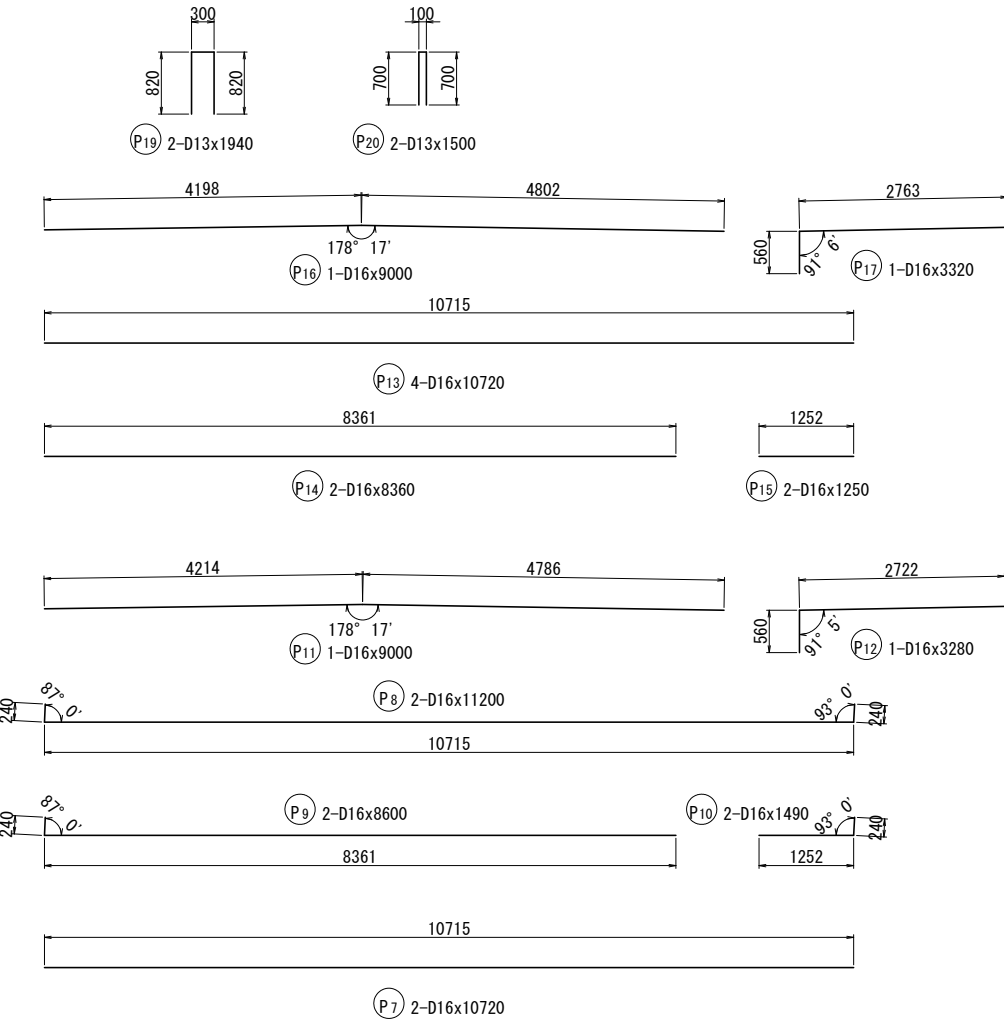 300
820
820
P19 2-D13x1940
100
700
700
P20 2-D13x1500
4198
4802
178° 17'
P16 1-D16x9000
2763
560
91° 6'
P17 1-D16x3320
10715
P13 4-D16x10720
8361
P14 2-D16x8360
1252
P15 2-D16x1250
4214
4786
178° 17'
P11 1-D16x9000
2722
560
91° 5'
P12 1-D16x3280
P8 2-D16x11200
240
87° 0'
93° 0'
240
10715
240
87° 0'
P9 2-D16x8600
8361
P10 2-D16x1490
93° 0'
240
1252
10715
P7 2-D16x10720